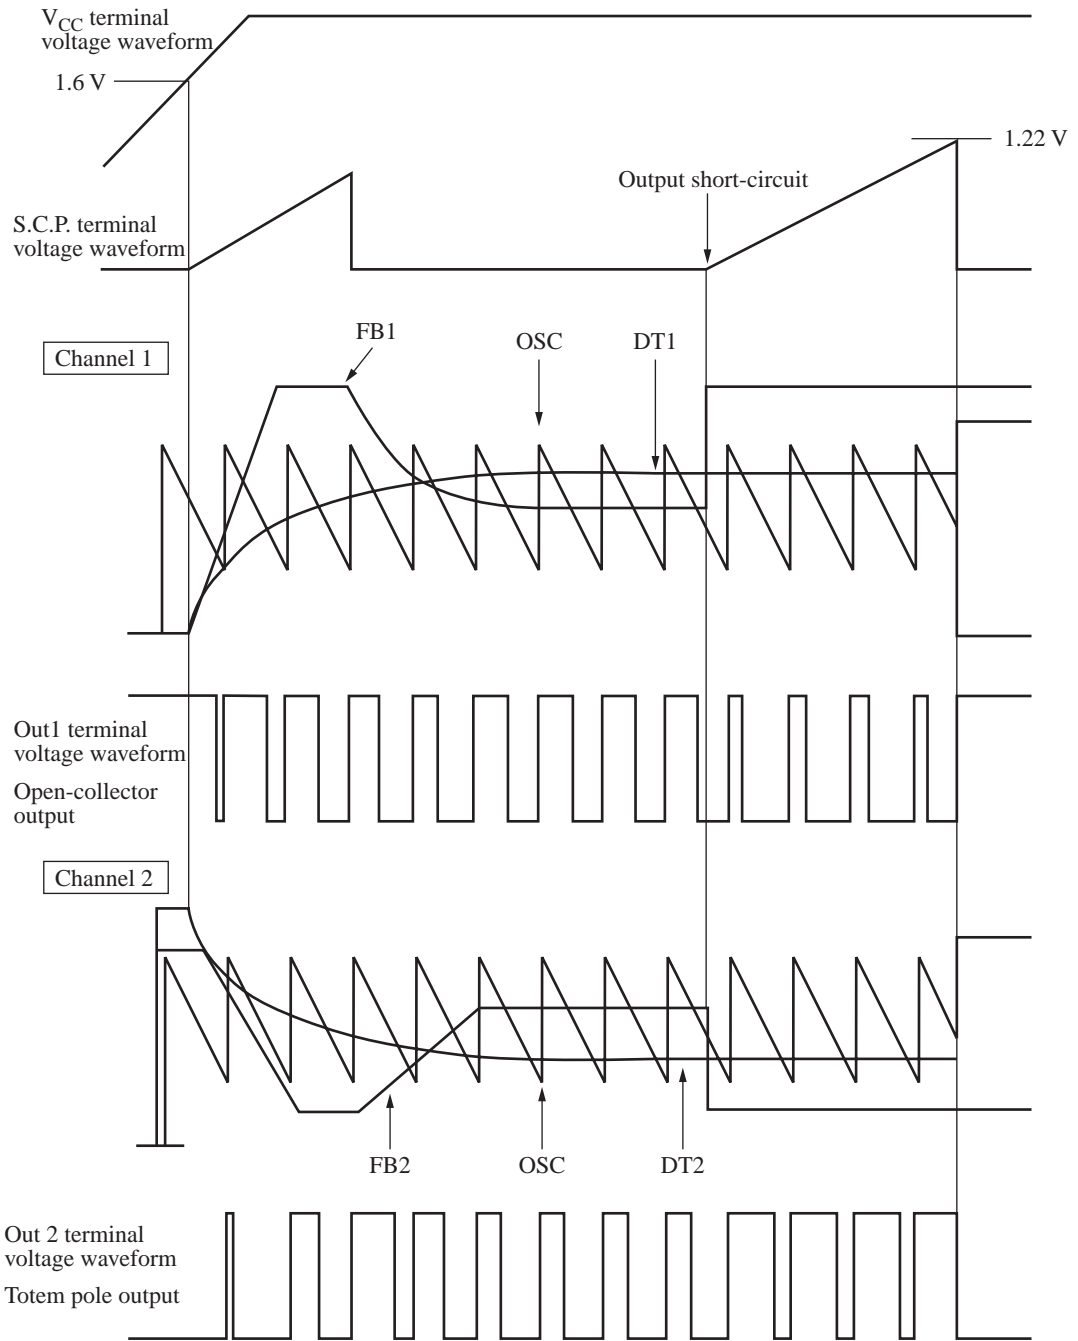 VCC terminal
voltage waveform
1.6 V
1.22 V
Output short-circuit
S.C.P. terminal
voltage waveform
FB1
OSC
DT1
Channel 1
Out1 terminal
voltage waveform
Open-collector
output
Channel 2
FB2
OSC
DT2
Out 2 terminal
voltage waveform
Totem pole output